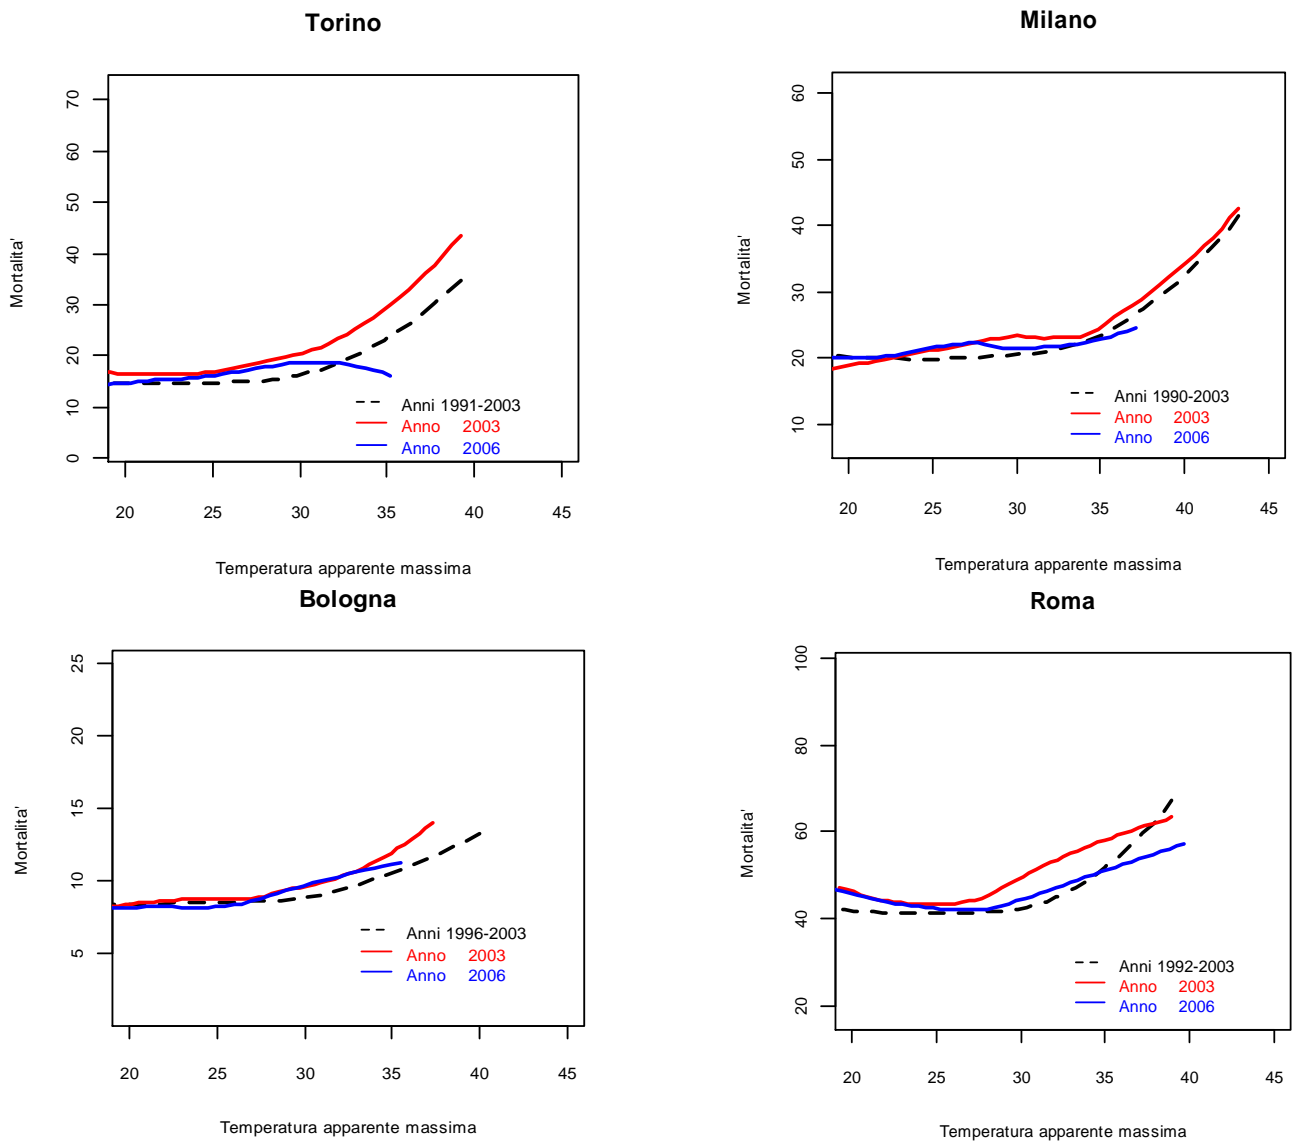 Torino
Mortalita'
70
60
50
40
30
20
10
0
Anni 1991-2003
Anno 2003
Anno 2006
20 25 30 35 40 45
Temperatura apparente massima
Milano
Mortalita'
60
50
40
30
20
10
Anni 1990-2003
Anno 2003
Anno 2006
20 25 30 35 40 45
Temperatura apparente massima
Bologna
Mortalita'
25
20
15
10
5
Anni 1996-2003
Anno 2003
Anno 2006
20 25 30 35 40 45
Temperatura apparente massima
Roma
Mortalita'
100
80
60
40
20
Anni 1992-2003
Anno 2003
Anno 2006
20 25 30 35 40 45
Temperatura apparente massima